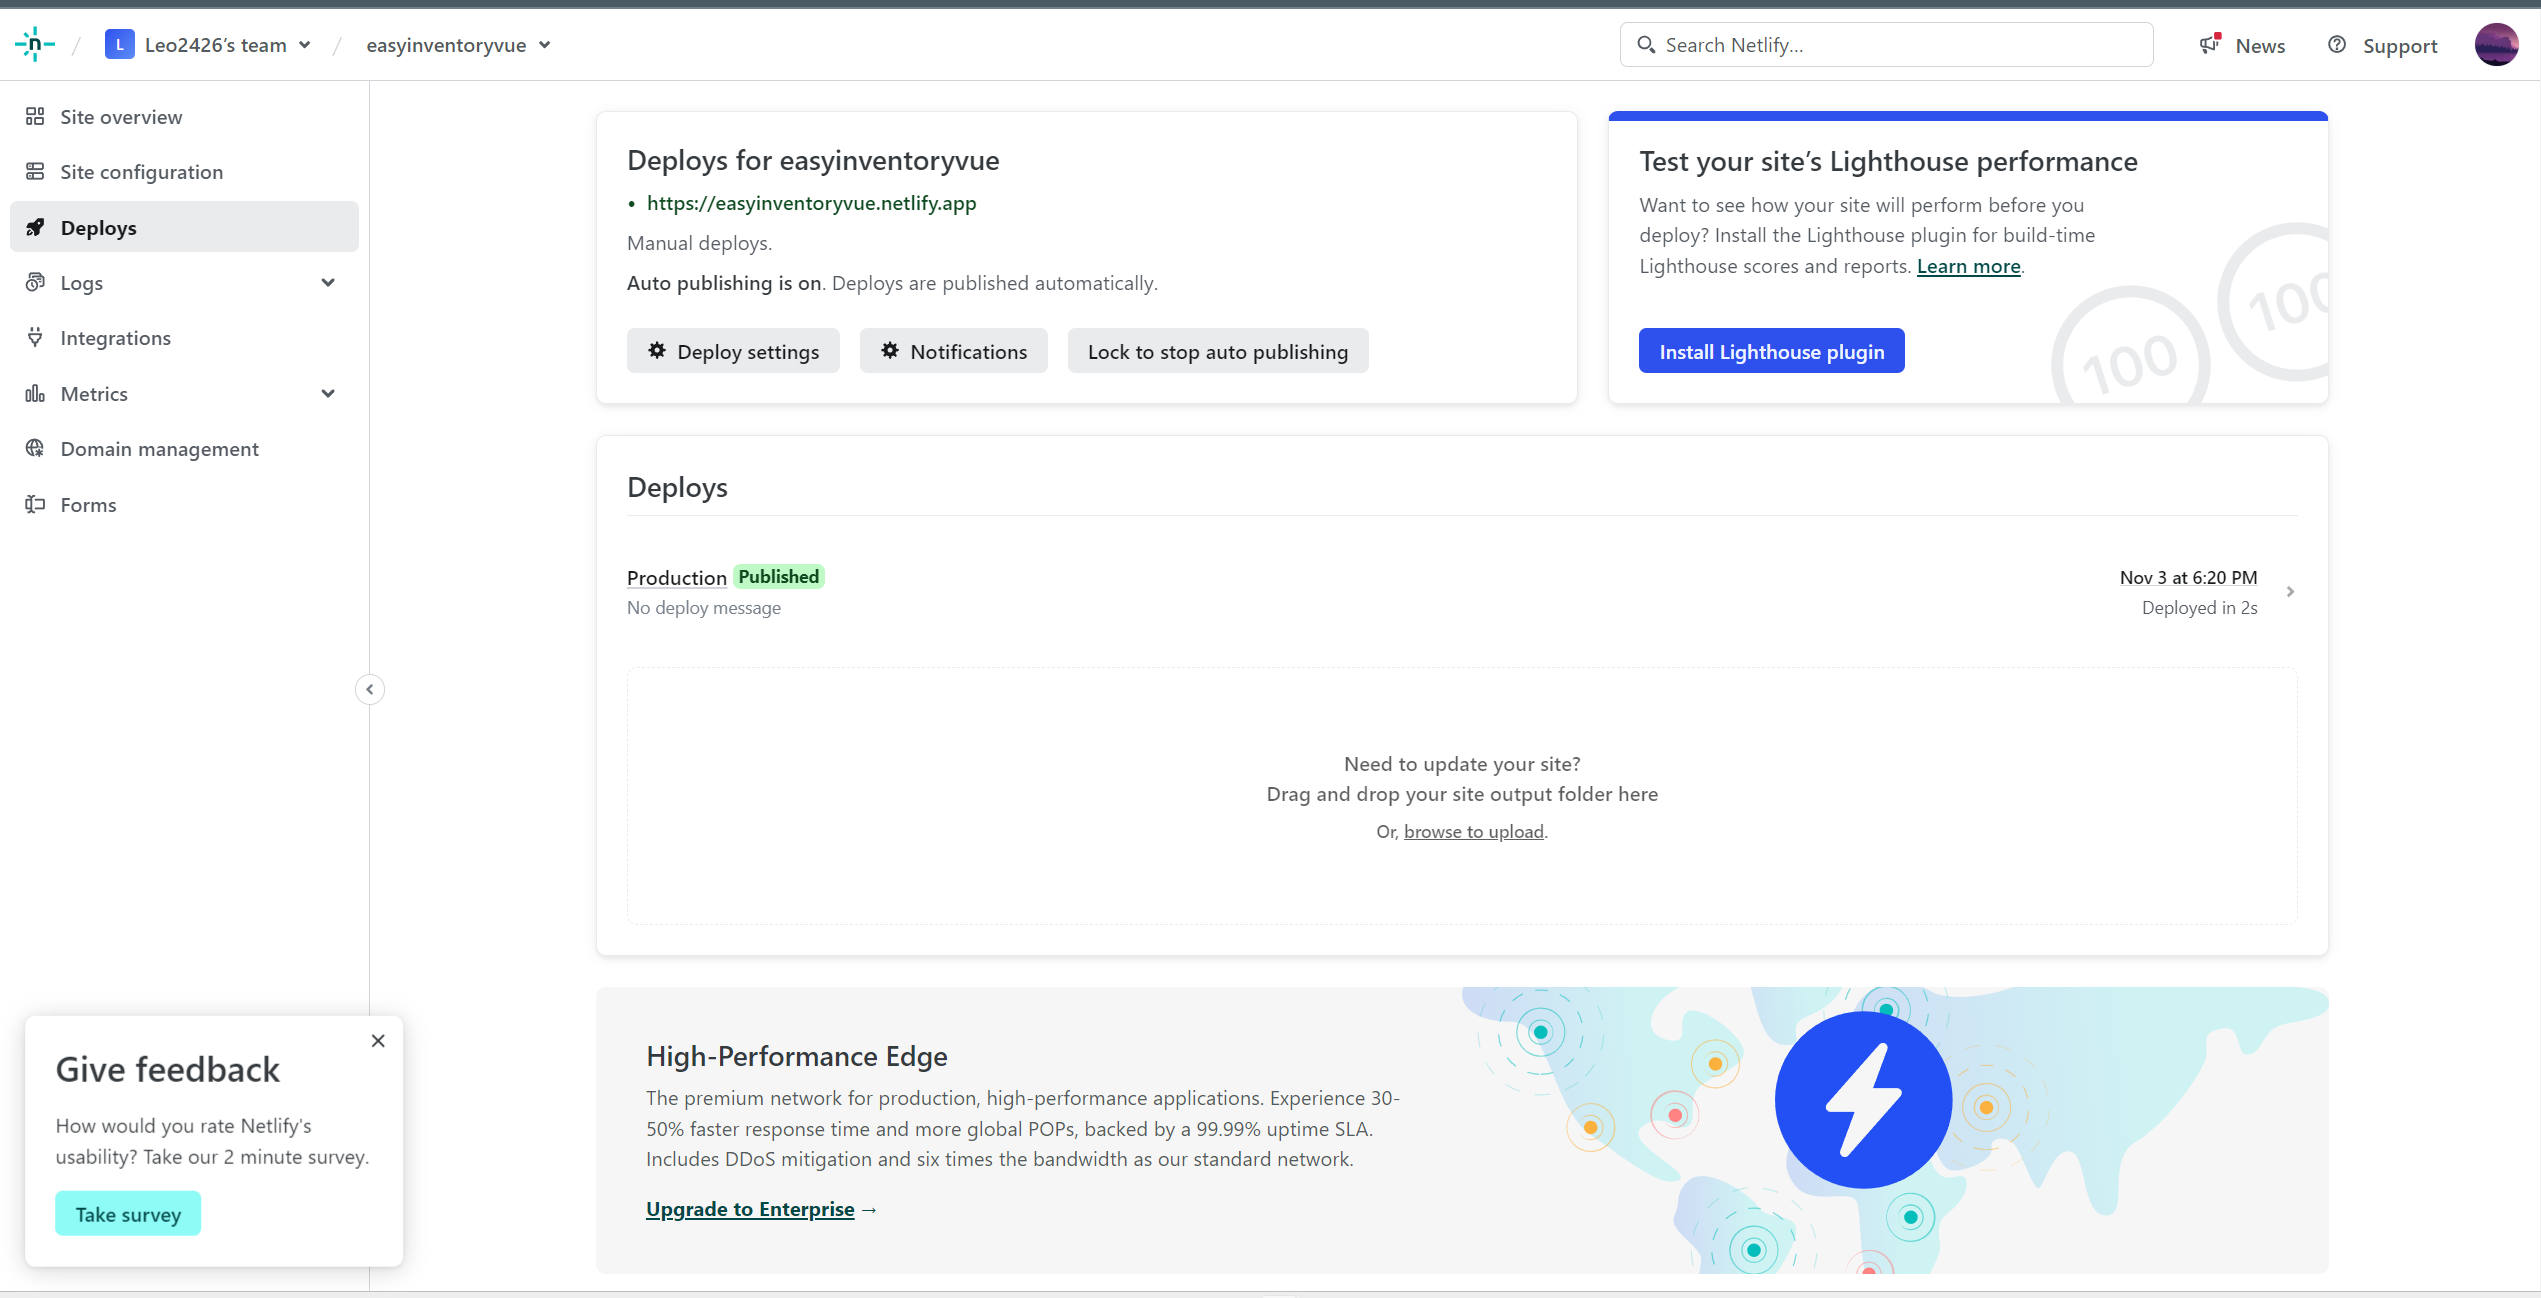 n / L Leo2426's team / easyinventoryvue
Search Netlify...
News
Support
Site overview
Site configuration
Deploys
Logs
Integrations
Metrics
Domain management
Forms
Deploys for easyinventoryvue
• https://easyinventoryvue.netlify.app
Manual deploys.
Auto publishing is on. Deploys are published automatically.
Deploy settings
Notifications
Lock to stop auto publishing
Test your site’s Lighthouse performance
Want to see how your site will perform before you
deploy? Install the Lighthouse plugin for build-time
Lighthouse scores and reports. Learn more.
Install Lighthouse plugin
100
100
Deploys
Production Published
No deploy message
Nov 3 at 6:20 PM
Deployed in 2s
Need to update your site?
Drag and drop your site output folder here
Or, browse to upload.
High-Performance Edge
The premium network for production, high-performance applications. Experience 30-
50% faster response time and more global POPs, backed by a 99.99% uptime SLA.
Includes DDoS mitigation and six times the bandwidth as our standard network.
Upgrade to Enterprise →
Give feedback
How would you rate Netlify's
usability? Take our 2 minute survey.
Take survey